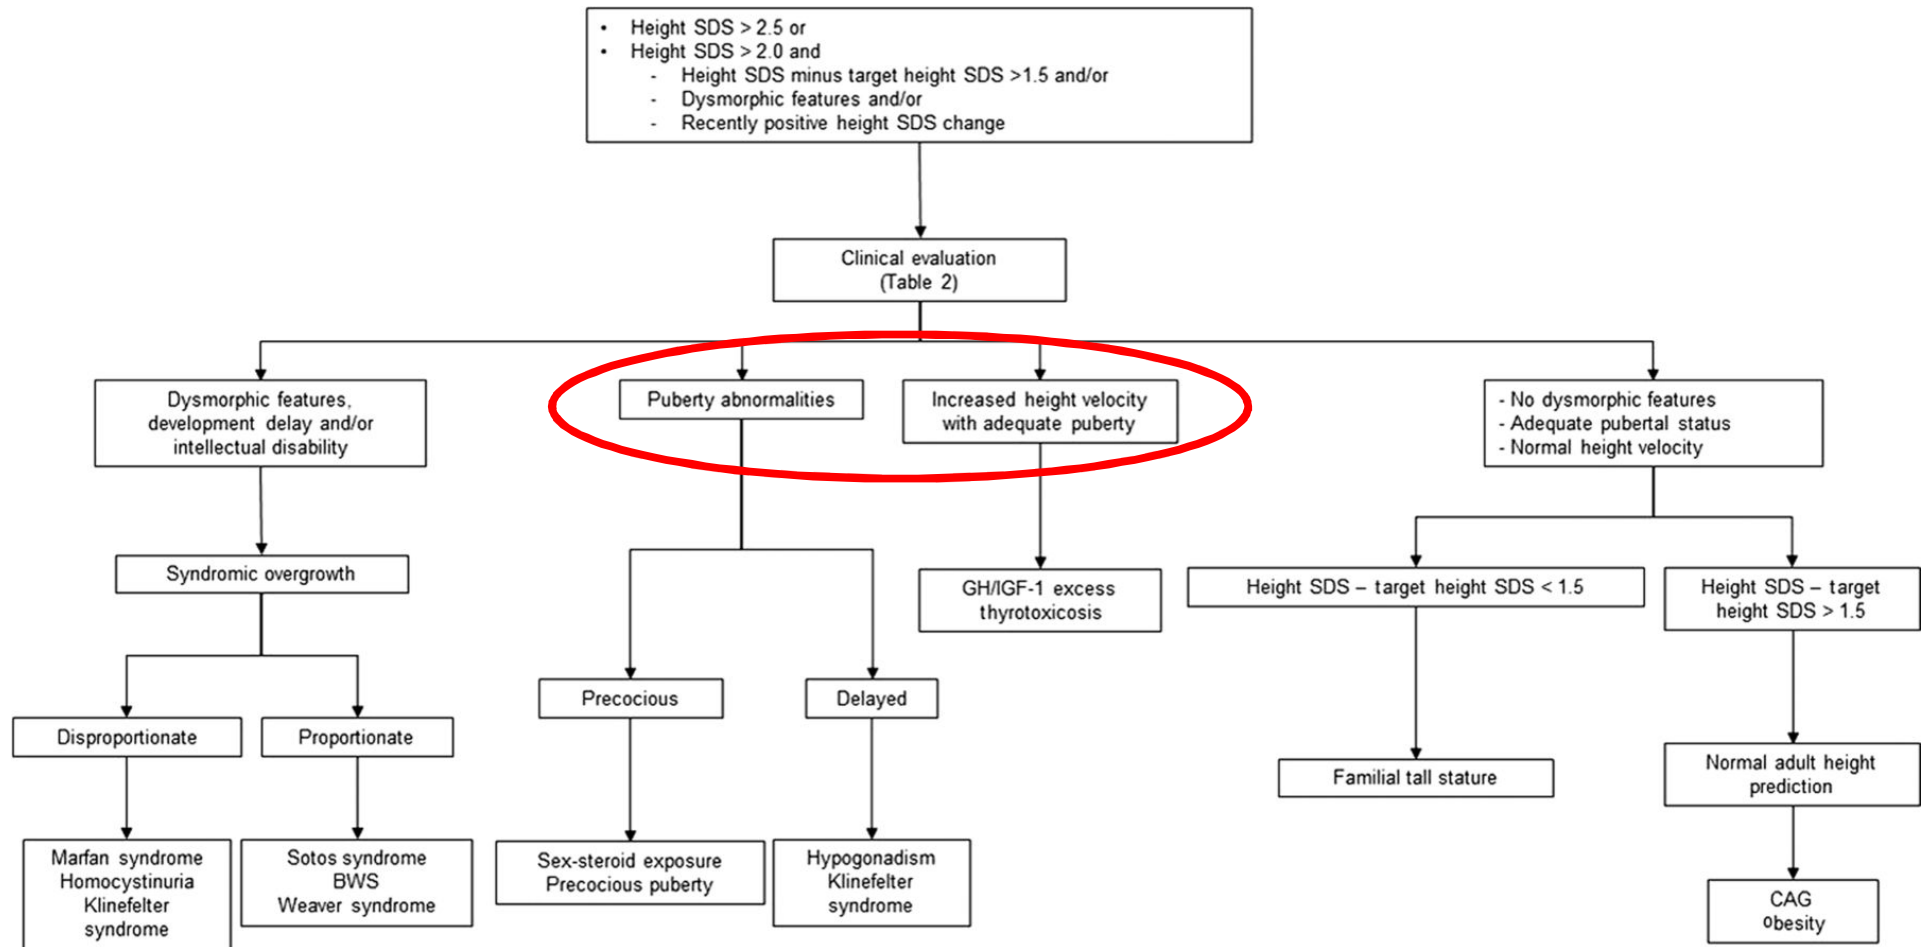 • Height SDS > 2.5 or
• Height SDS > 2.0 and
- Height SDS minus target height SDS >1.5 and/or
- Dysmorphic features and/or
- Recently positive height SDS change
Clinical evaluation
(Table 2)
Dysmorphic features,
development delay and/or
intellectual disability
Puberty abnormalities
Increased height velocity
with adequate puberty
- No dysmorphic features
- Adequate pubertal status
- Normal height velocity
Syndromic overgrowth
GH/IGF-1 excess
thyrotoxicosis
Height SDS – target height SDS < 1.5
Height SDS – target
height SDS > 1.5
Disproportionate
Proportionate
Precocious
Delayed
Familial tall stature
Normal adult height
prediction
Marfan syndrome
Homocystinuria
Klinefelter
syndrome
Sotos syndrome
BWS
Weaver syndrome
Sex-steroid exposure
Precocious puberty
Hypogonadism
Klinefelter
syndrome
CAG
obesity